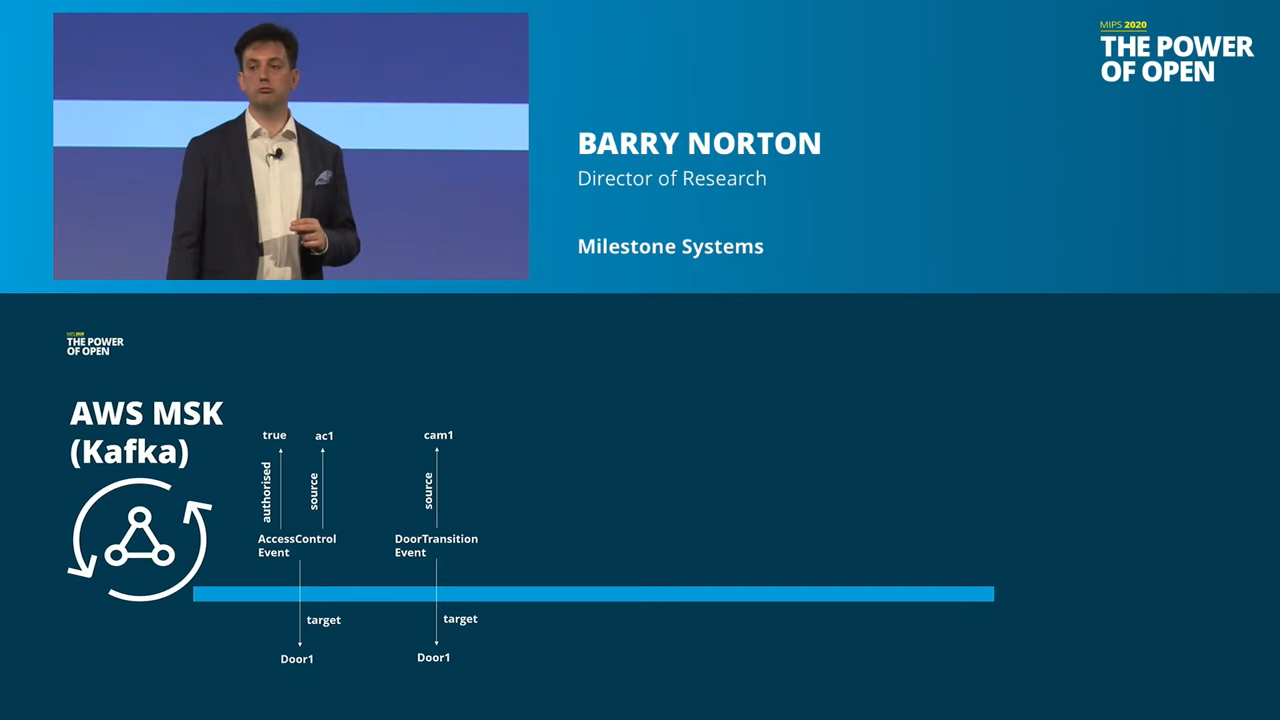 MIPS 2020
THE POWER
OF OPEN
BARRY NORTON
Director of Research
Milestone Systems
MIPS 2020
THE POWER
OF OPEN
AWS MSK
(Kafka)
true
ac1
cam1
authorised
source
source
AccessControl
Event
DoorTransition
Event
target
target
Door1
Door1